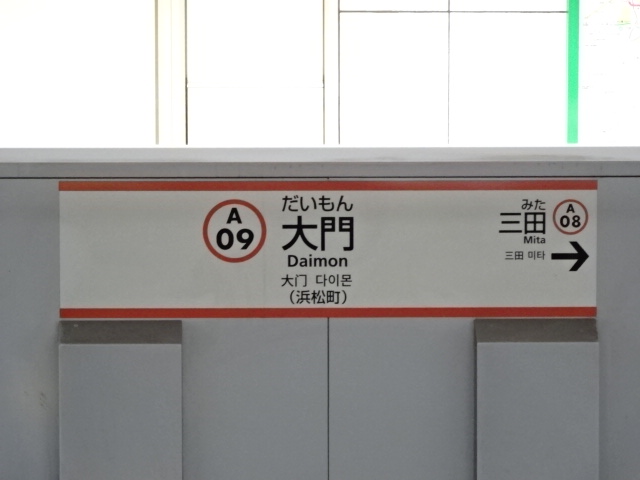 A
09
だいもん
大門
Daimon
大门 다이몬
（浜松町）
みた
三田
Mita
三田 미타
A
08